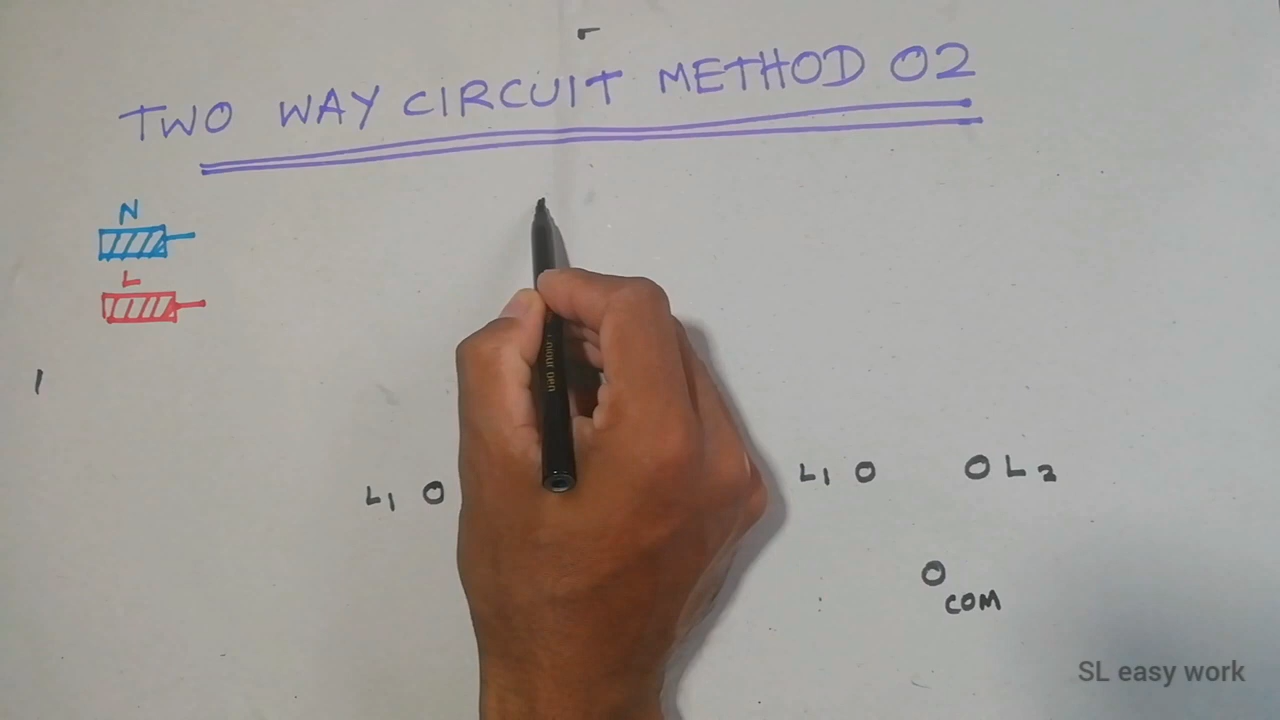 TWO WAY CIRCUIT METHOD 02
N
L
L1 O
L1 O O L2
O
COM
SL easy work